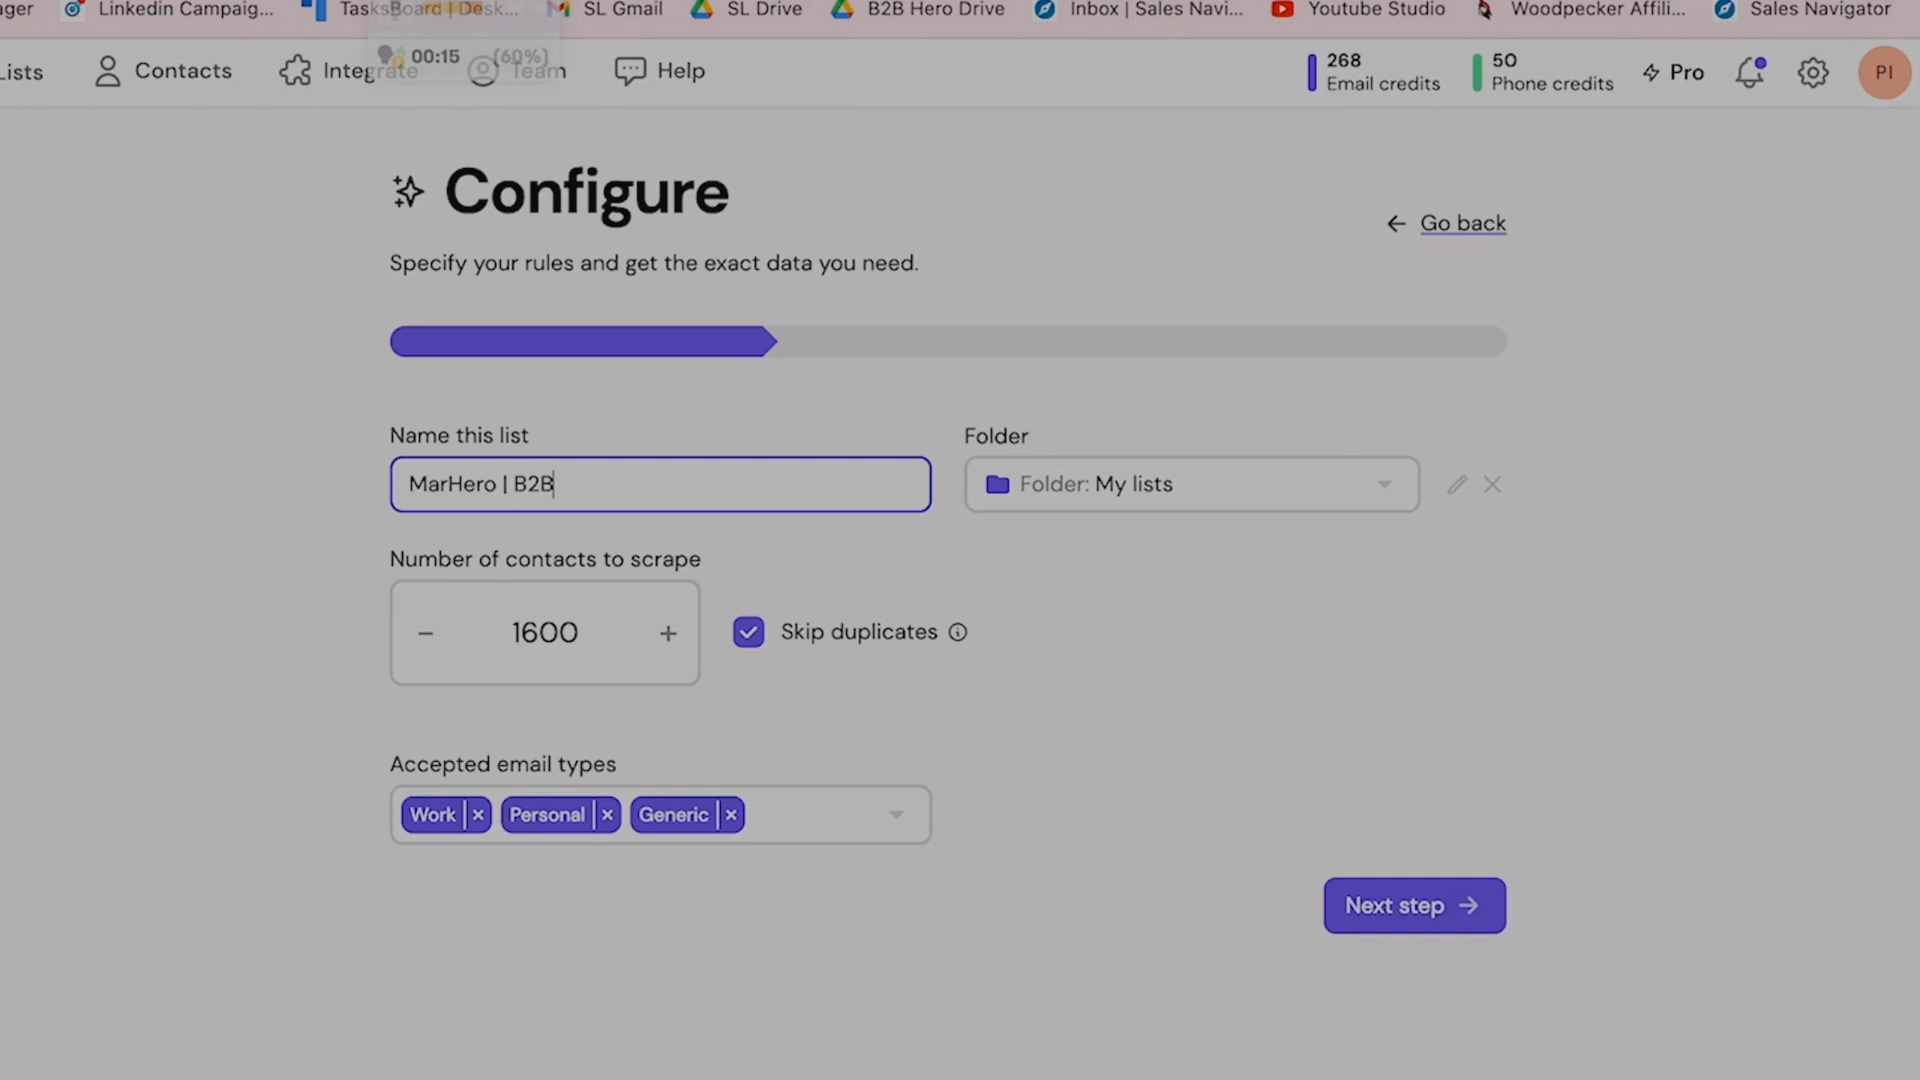 ager Linkedin Campaig... TasksBoard | Desk... SL Gmail SL Drive B2B Hero Drive Inbox | Sales Navi... Youtube Studio Woodpecker Affili... Sales Navigator
00:15 (60%)
Lists Contacts Integrate Team Help 268 Email credits 50 Phone credits Pro PI
Configure
Go back
Specify your rules and get the exact data you need.
Name this list Folder
MarHero | B2B Folder: My lists
Number of contacts to scrape
− 1600 + Skip duplicates
Accepted email types
Work × Personal × Generic ×
Next step →